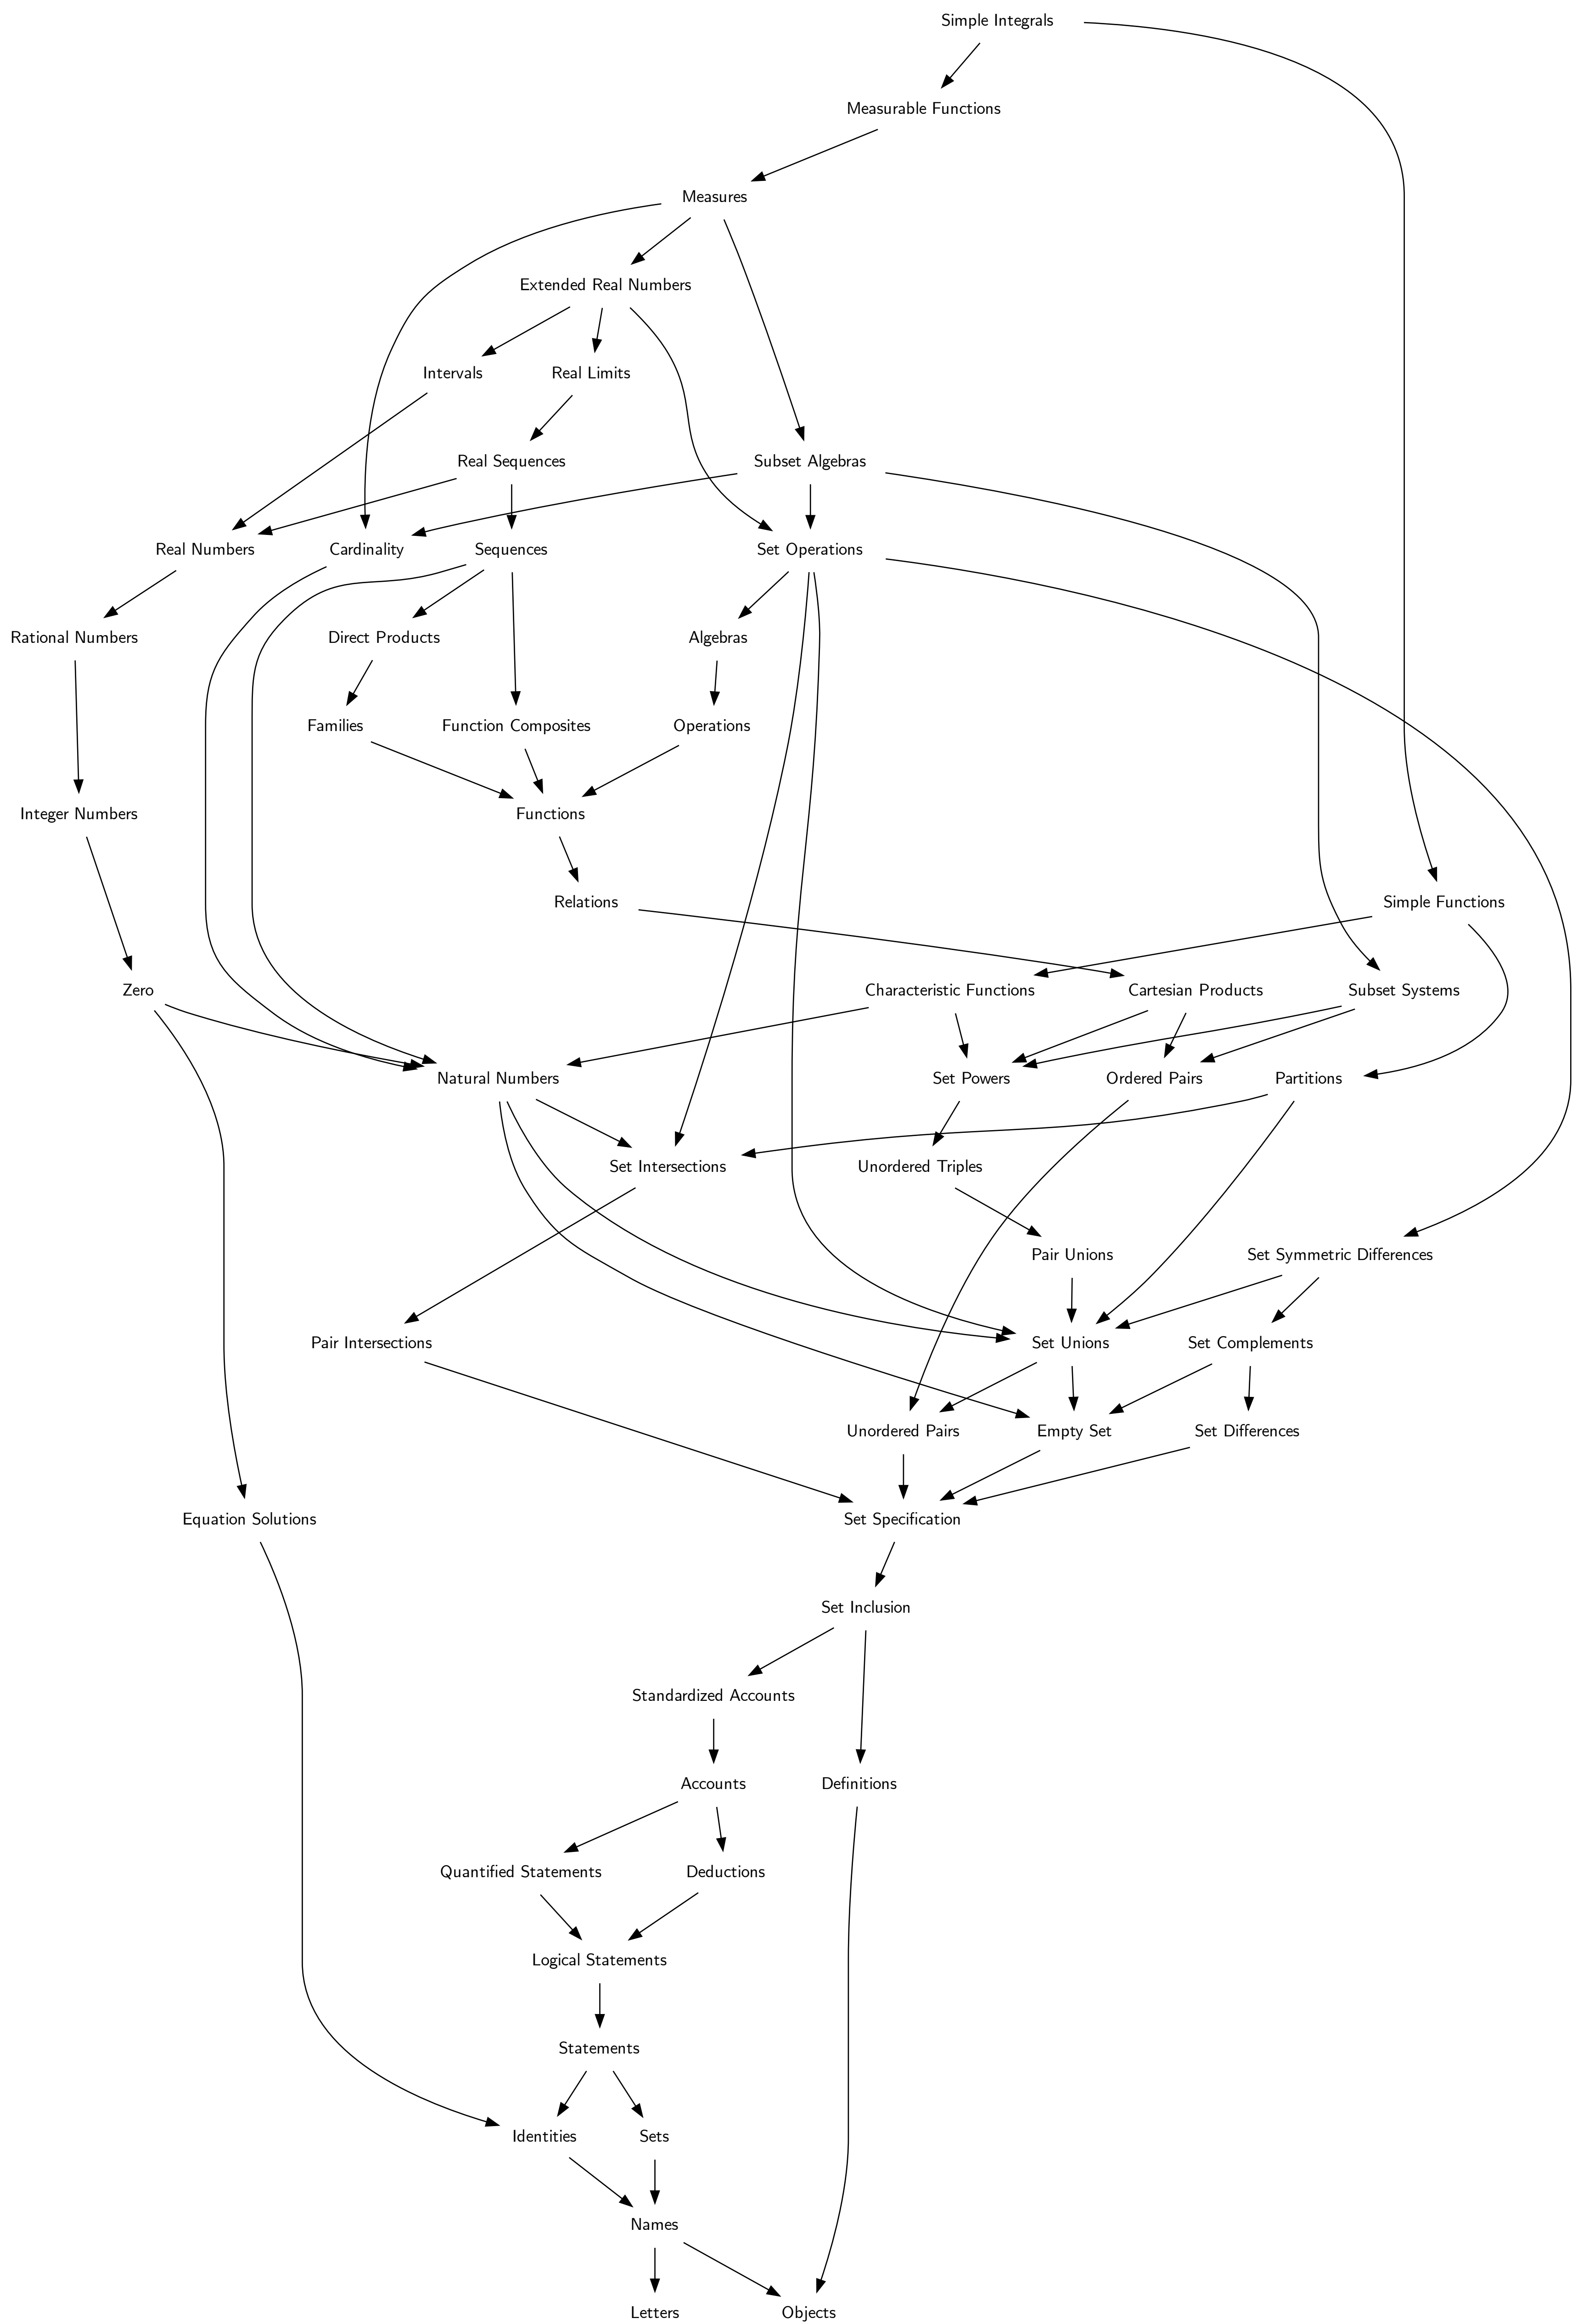 Simple Integrals
Measurable Functions
Measures
Extended Real Numbers
Intervals
Real Limits
Real Sequences
Subset Algebras
Real Numbers
Cardinality
Sequences
Set Operations
Rational Numbers
Direct Products
Algebras
Families
Function Composites
Operations
Integer Numbers
Functions
Relations
Simple Functions
Zero
Characteristic Functions
Cartesian Products
Subset Systems
Natural Numbers
Set Powers
Ordered Pairs
Partitions
Set Intersections
Unordered Triples
Pair Unions
Set Symmetric Differences
Pair Intersections
Set Unions
Set Complements
Unordered Pairs
Empty Set
Set Differences
Equation Solutions
Set Specification
Set Inclusion
Standardized Accounts
Accounts
Definitions
Quantified Statements
Deductions
Logical Statements
Statements
Identities
Sets
Names
Letters
Objects